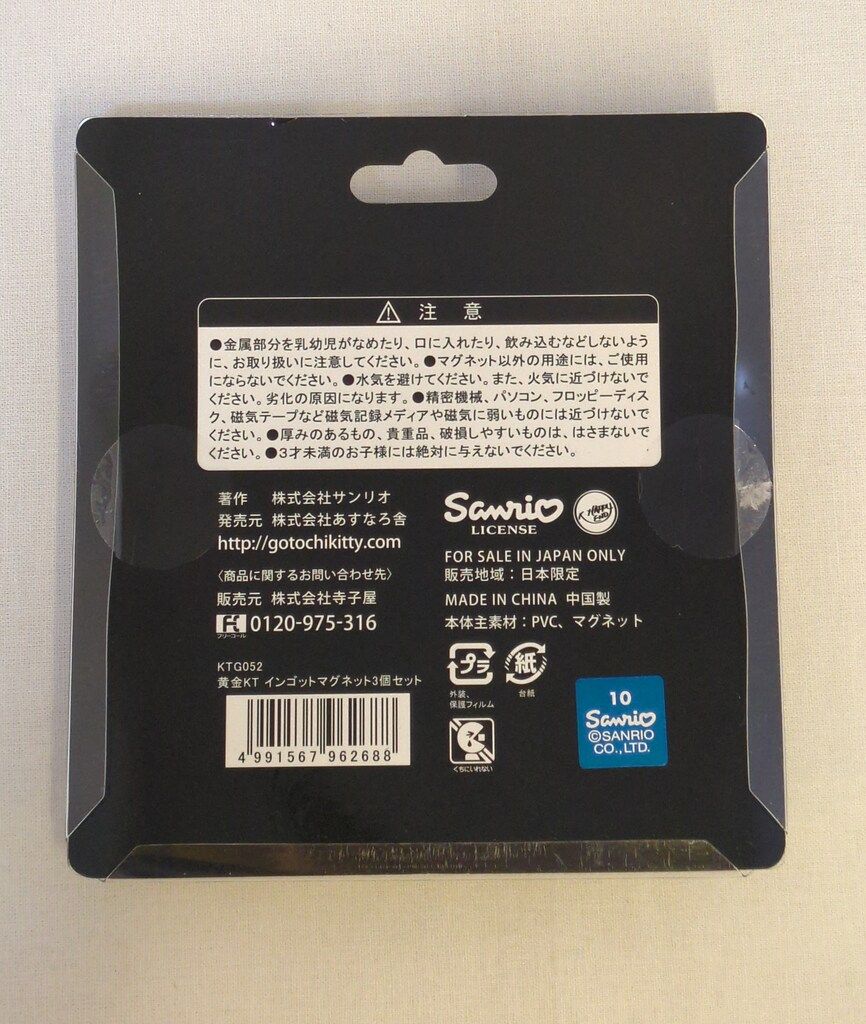 注 意
●金属部分を乳幼児がなめたり、口に入れたり、飲み込むなどしないよう
に、お取り扱いに注意してください。●マグネット以外の用途には、ご使用
にならないでください。●水気を避けてください。また、火気に近づけないで
ください。劣化の原因になります。●精密機械、パソコン、フロッピーディス
ク、磁気テープなど磁気記録メディアや磁気に弱いものには近づけないで
ください。●厚みのあるもの、貴重品、破損しやすいものは、はさまないで
ください。●3才未満のお子様には絶対に与えないでください。
著作 株式会社サンリオ
発売元 株式会社あすなろ舎
http://gotochikitty.com
〈商品に関するお問い合わせ先〉
販売元 株式会社寺子屋
フリーコール 0120-975-316
KTG052
黄金KT インゴットマグネット3個セット
4 991567 962688
Sanrio
LICENSE
HAPPY
END
FOR SALE IN JAPAN ONLY
販売地域：日本限定
MADE IN CHINA 中国製
本体主素材：PVC、マグネット
プラ
外装、
保護フィルム
紙
台紙
くちにいれない
10
Sanrio
©SANRIO
CO.,LTD.